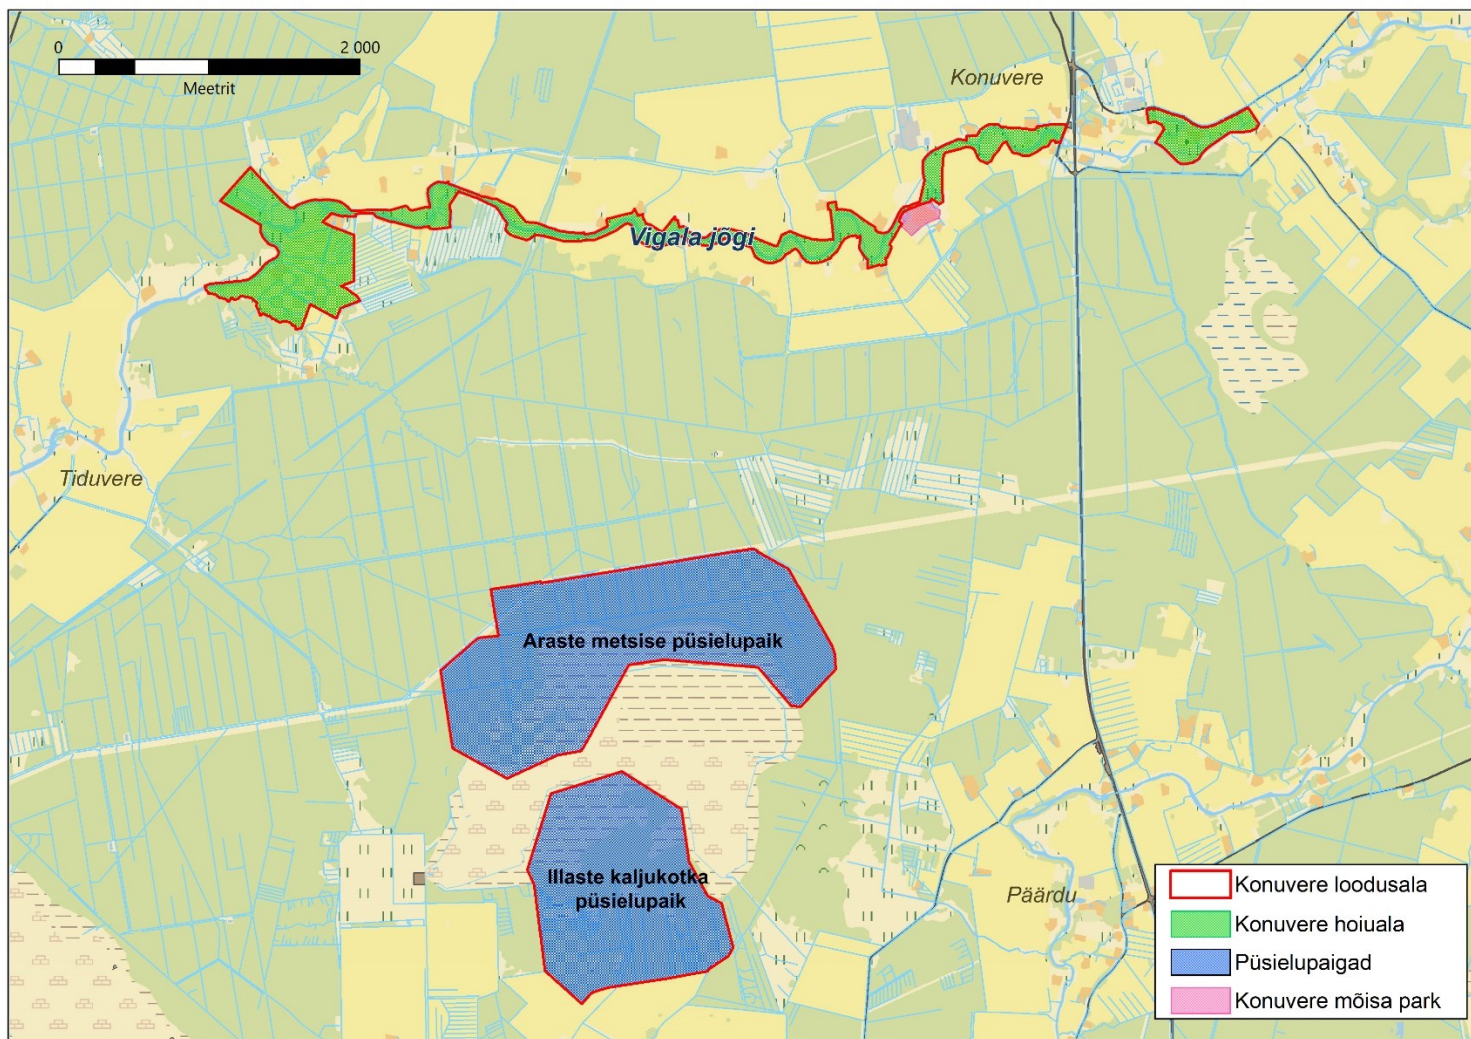 0 2 000
Meetrit
Konuvere
Vigala jõgi
Tiduvere
Araste metsise püsielupaik
Illaste kaljukotka
püsielupaik
Päärdu
Konuvere loodusala
Konuvere hoiuala
Püsielupaigad
Konuvere mõisa park